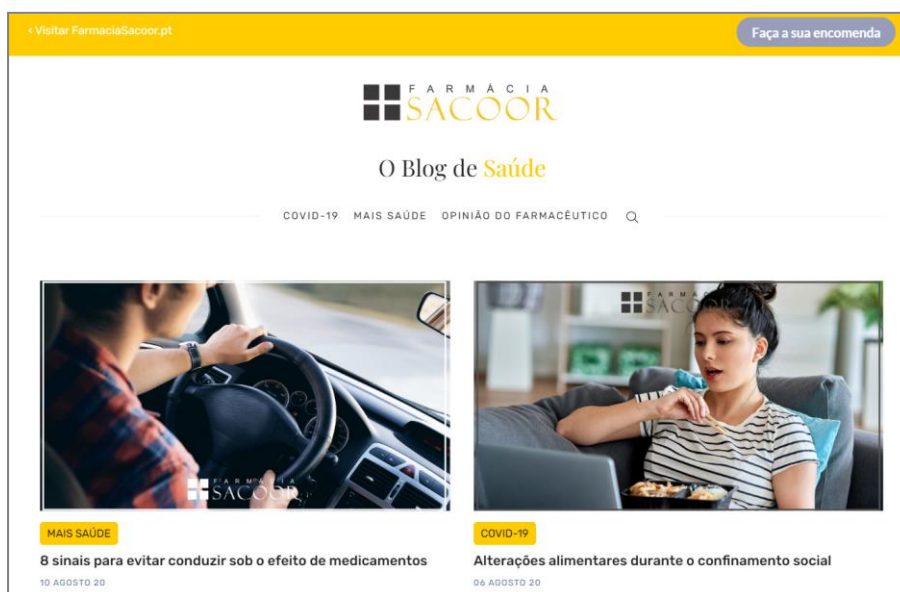 ‹ Visitar FarmaciaSacoor.pt
Faça a sua encomenda
FARMÁCIA
SACOOR
O Blog de Saúde
COVID-19 MAIS SAÚDE OPINIÃO DO FARMACÊUTICO
FARMÁCIA
SACOOR
MAIS SAÚDE
8 sinais para evitar conduzir sob o efeito de medicamentos
10 AGOSTO 20
COVID-19
Alterações alimentares durante o confinamento social
06 AGOSTO 20